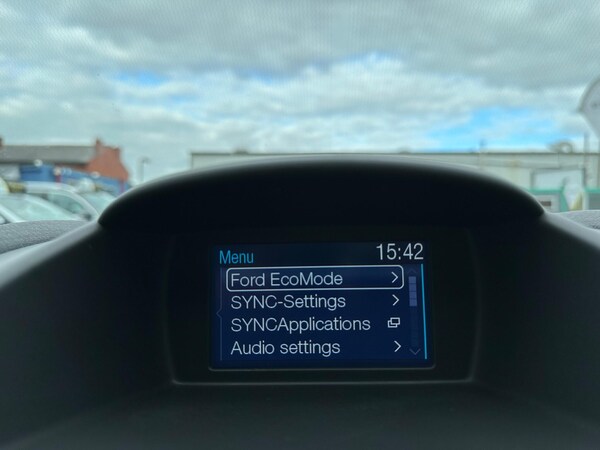 Menu 15:42
Ford EcoMode
SYNC-Settings
SYNCApplications
Audio settings